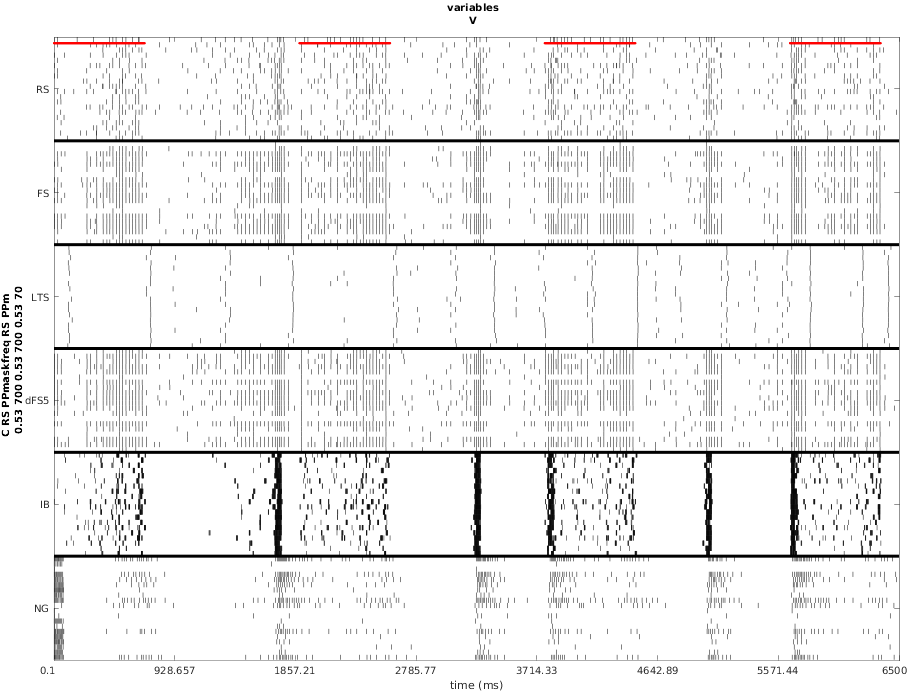 variables
V
C RS PPmaskfreq RS PPm
0.53 700 0.53 700 0.53 70
RS
FS
LTS
dFS5
IB
NG
0.1 928.657 1857.21 2785.77 3714.33 4642.89 5571.44 6500
time (ms)